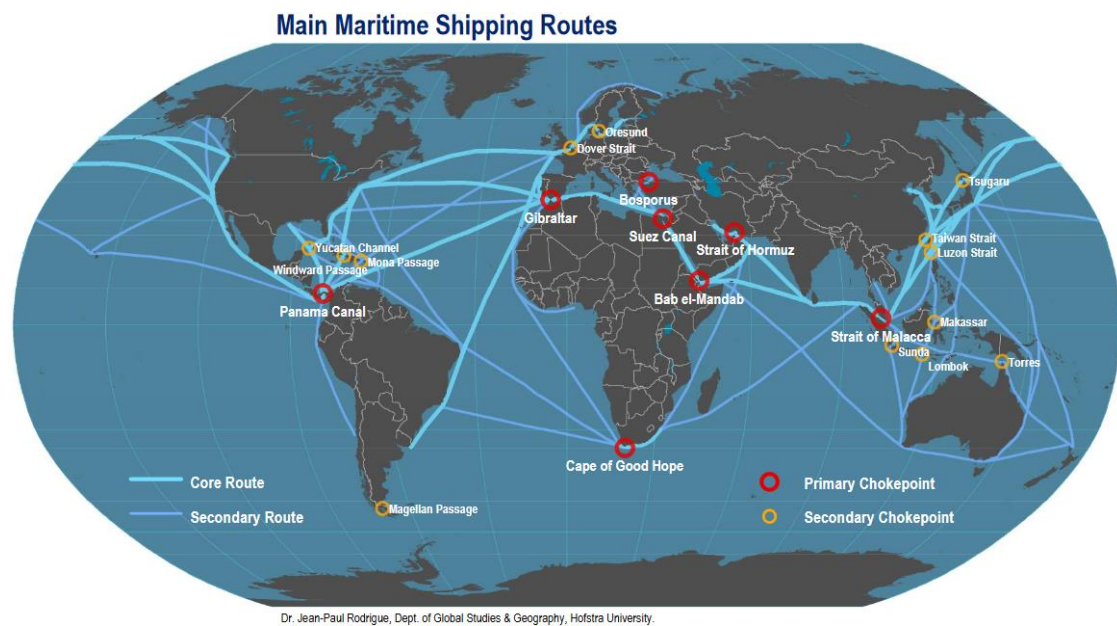 Main Maritime Shipping Routes
Oresund
Dover Strait
Tsugaru
Bosporus
Gibraltar
Suez Canal
Strait of Hormuz
Taiwan Strait
Yucatan Channel
Luzon Strait
Windward Passage
Mona Passage
Bab el-Mandab
Panama Canal
Makassar
Strait of Malacca
Sunda
Lombok
Torres
Cape of Good Hope
Core Route
Primary Chokepoint
Secondary Route
Secondary Chokepoint
Magellan Passage
Dr. Jean-Paul Rodrigue, Dept. of Global Studies & Geography, Hofstra University.